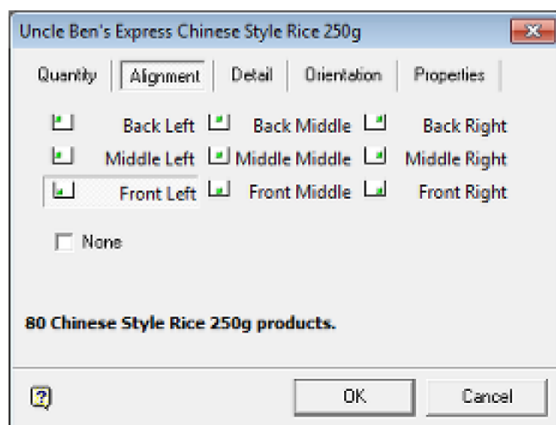 Uncle Ben's Express Chinese Style Rice 250g
Quantity Alignment Detail Orientation Properties
Back Left Back Middle Back Right
Middle Left Middle Middle Middle Right
Front Left Front Middle Front Right
None
80 Chinese Style Rice 250g products.
? OK Cancel